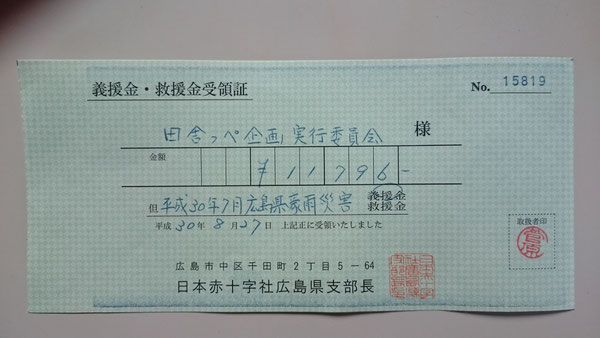 義援金・救援金受領証
No. 15819
田舎っぺ企画実行委員会 様
金額 ¥11796-
但 平成30年7月広島県豪雨災害 義援金 救援金
平成30年8月27日 上記正に受領いたしました
取扱者印
菅原
広島市中区千田町2丁目5-64
日本赤十字社広島県支部長